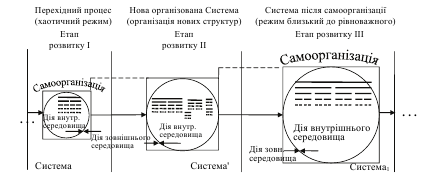 Перехідний процес
(хаотичний режим)
Етап
розвитку I
Нова організована Система
(організація нових структур)
Етап
розвитку II
Система після самоорганізації
(режим близький до рівноважного)
Етап розвитку III
Самоорганізація
Самоорганізація
...
Дія внутр.
середовища
Дія зовнішнього
середовища
Дія внутр.
середовища
Дія внутрішнього
середовища
Дія зовн.
середовища
...
Система
Система'
Система₁